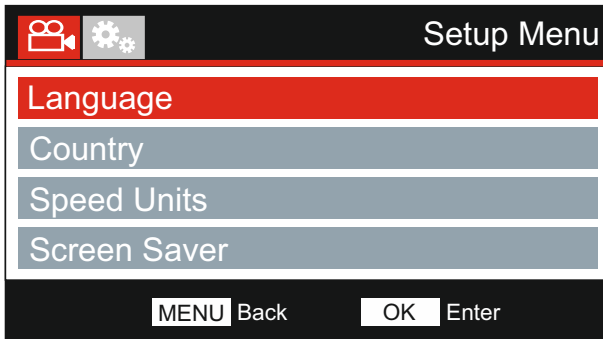 Setup Menu
Language
Country
Speed Units
Screen Saver
MENU Back OK Enter